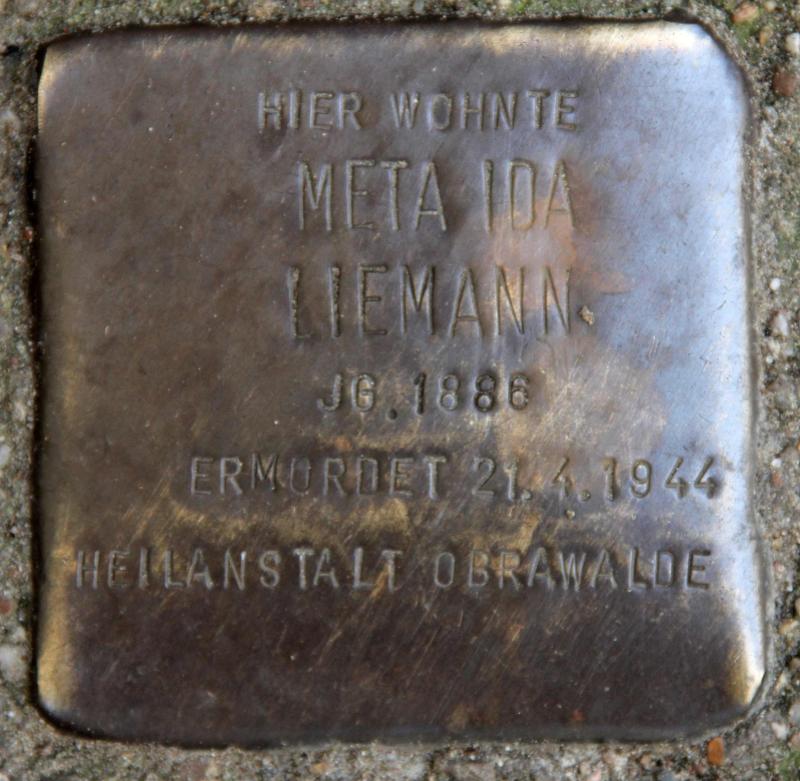 HIER WOHNTE
META IDA
LIEMANN
JG. 1886
ERMORDET 21. 4. 1944
HEILANSTALT OBRAWALDE